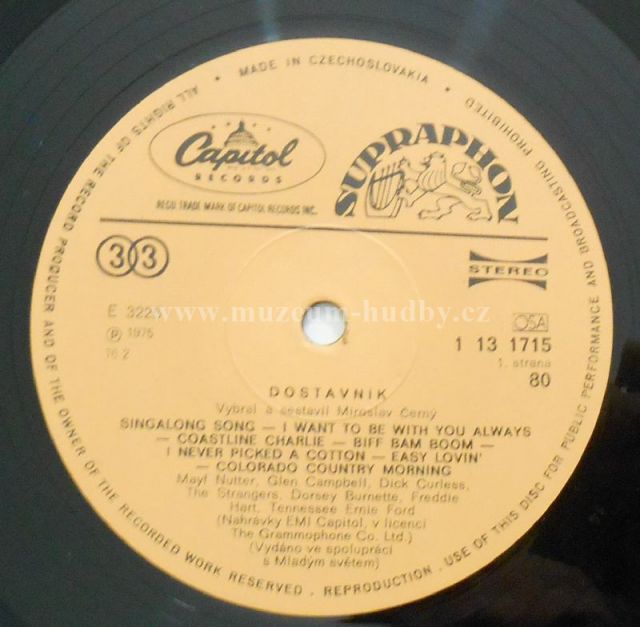 MADE IN CZECHOSLOVAKIA
ALL RIGHTS OF THE RECORD PRODUCER AND OF THE OWNER OF THE RECORDED WORK RESERVED . REPRODUCTION . USE OF THIS DISC FOR PUBLIC PERFORMANCE AND BROADCASTING PROHIBITED
Capitol
RECORDS
REGU TRADE MARK OF CAPITOL RECORDS INC.
SUPRAPHON
33
STEREO
www.muzeum-hudby.cz
℗ 1975
76 2
OSA
1 13 1715
1. strana
80
DOSTAVNÍK
Vybral a sestavil Miroslav Černý
SINGALONG SONG – I WANT TO BE WITH YOU ALWAYS
– COASTLINE CHARLIE – BIFF BAM BOOM –
I NEVER PICKED A COTTON – EASY LOVIN'
– COLORADO COUNTRY MORNING
Mayf Nutter, Glen Campbell, Dick Curless,
The Strangers, Dorsey Burnette, Freddie
Hart, Tennessee Ernie Ford
(Nahrávky EMI Capitol, v licenci
The Grammophone Co. Ltd.)
(Vydáno ve spolupráci
s Mladým světem)